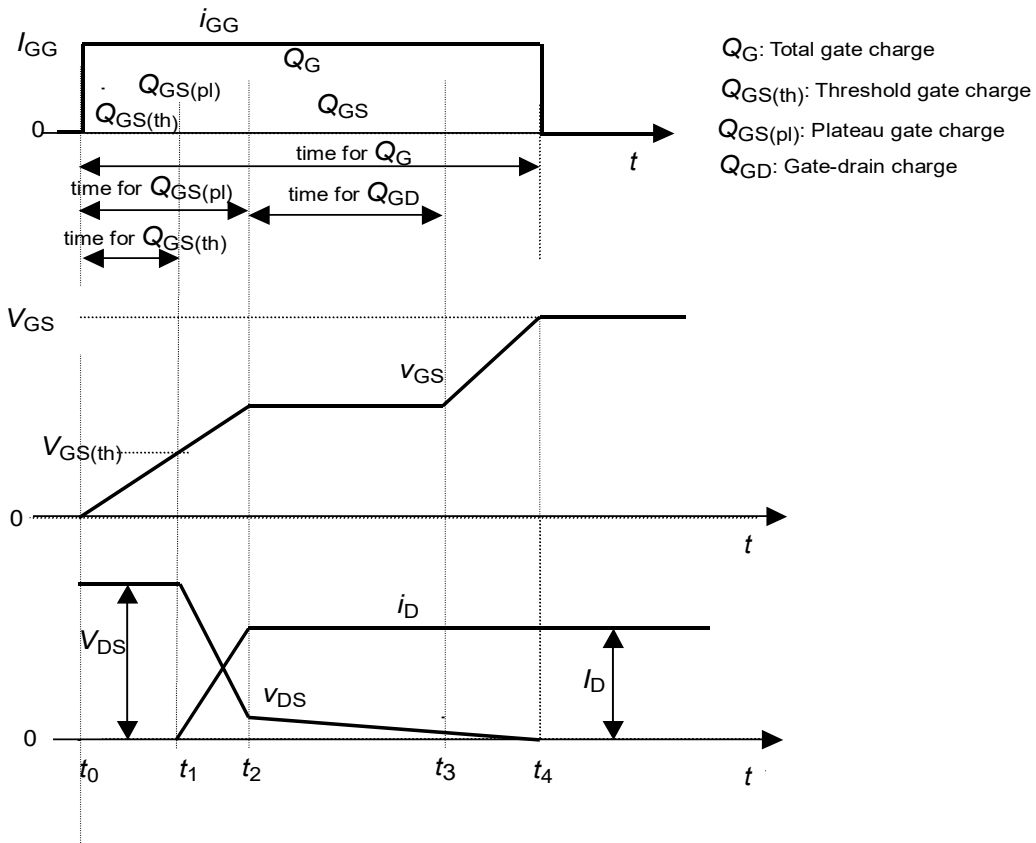 iGG
IGG
QG
QG: Total gate charge
QGS(pl)
QGS(th): Threshold gate charge
QGS(th)
QGS
0
QGS(pl): Plateau gate charge
time for QG
t
QGD: Gate-drain charge
time for QGS(pl)
time for QGD
time for QGS(th)
VGS
vGS
VGS(th)
0
t
iD
VDS
ID
vDS
0
t0
t1
t2
t3
t4
t